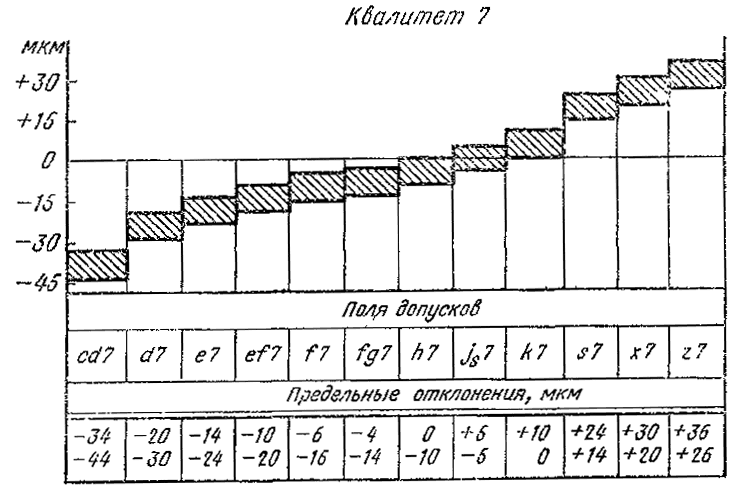 Квалитет 7
мкм
+30
+15
0
−15
−30
−45
Поля допусков
cd7 d7 e7 ef7 f7 fg7 h7 js7 k7 s7 x7 z7
Предельные отклонения, мкм
−34 −20 −14 −10 −6 −4 0 +5 +10 +24 +30 +36
−44 −30 −24 −20 −16 −14 −10 −5 0 +14 +20 +26